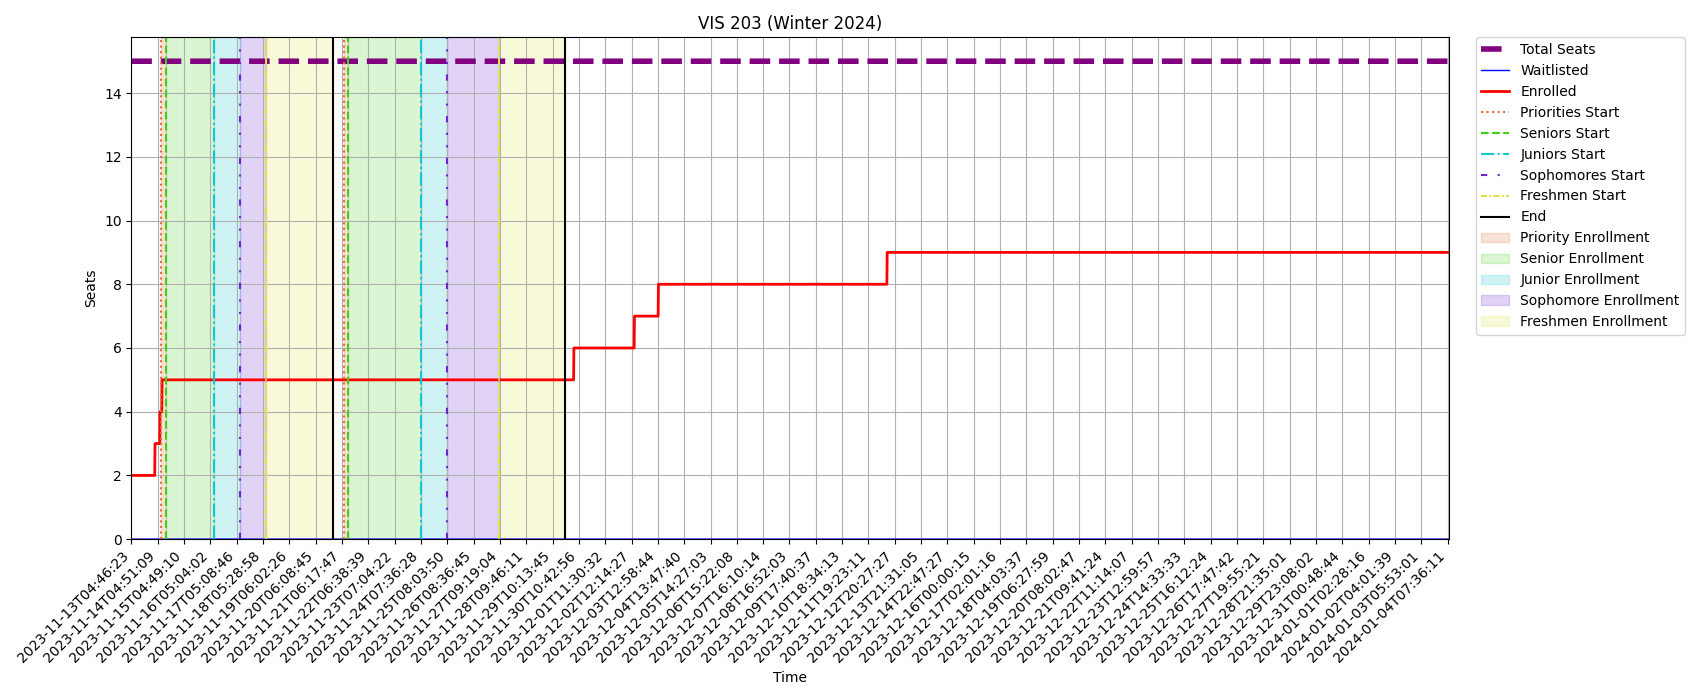 VIS 203 (Winter 2024)
Seats
14
12
10
8
6
4
2
0
2023-11-13T04:46:23
2023-11-14T04:51:09
2023-11-15T04:49:10
2023-11-16T05:04:02
2023-11-17T05:08:46
2023-11-18T05:28:58
2023-11-19T06:02:26
2023-11-20T06:08:45
2023-11-21T06:17:47
2023-11-22T06:38:39
2023-11-23T07:04:22
2023-11-24T07:36:28
2023-11-25T08:03:50
2023-11-26T08:36:45
2023-11-27T09:19:04
2023-11-28T09:46:11
2023-11-29T10:13:45
2023-11-30T10:42:56
2023-12-01T11:30:32
2023-12-02T12:14:27
2023-12-03T12:58:44
2023-12-04T13:47:40
2023-12-05T14:27:03
2023-12-06T15:22:08
2023-12-07T16:10:14
2023-12-08T16:52:03
2023-12-09T17:40:37
2023-12-10T18:34:13
2023-12-11T19:23:11
2023-12-12T20:27:27
2023-12-13T21:31:05
2023-12-14T22:47:27
2023-12-16T00:00:15
2023-12-17T02:01:16
2023-12-18T04:03:37
2023-12-19T06:27:59
2023-12-20T08:02:47
2023-12-21T09:41:24
2023-12-22T11:14:07
2023-12-23T12:59:57
2023-12-24T14:33:33
2023-12-25T16:12:24
2023-12-26T17:47:42
2023-12-27T19:55:21
2023-12-28T21:35:01
2023-12-29T23:08:02
2023-12-31T00:48:44
2024-01-01T02:28:16
2024-01-02T04:01:39
2024-01-03T05:53:01
2024-01-04T07:36:11
Time
Total Seats
Waitlisted
Enrolled
Priorities Start
Seniors Start
Juniors Start
Sophomores Start
Freshmen Start
End
Priority Enrollment
Senior Enrollment
Junior Enrollment
Sophomore Enrollment
Freshmen Enrollment